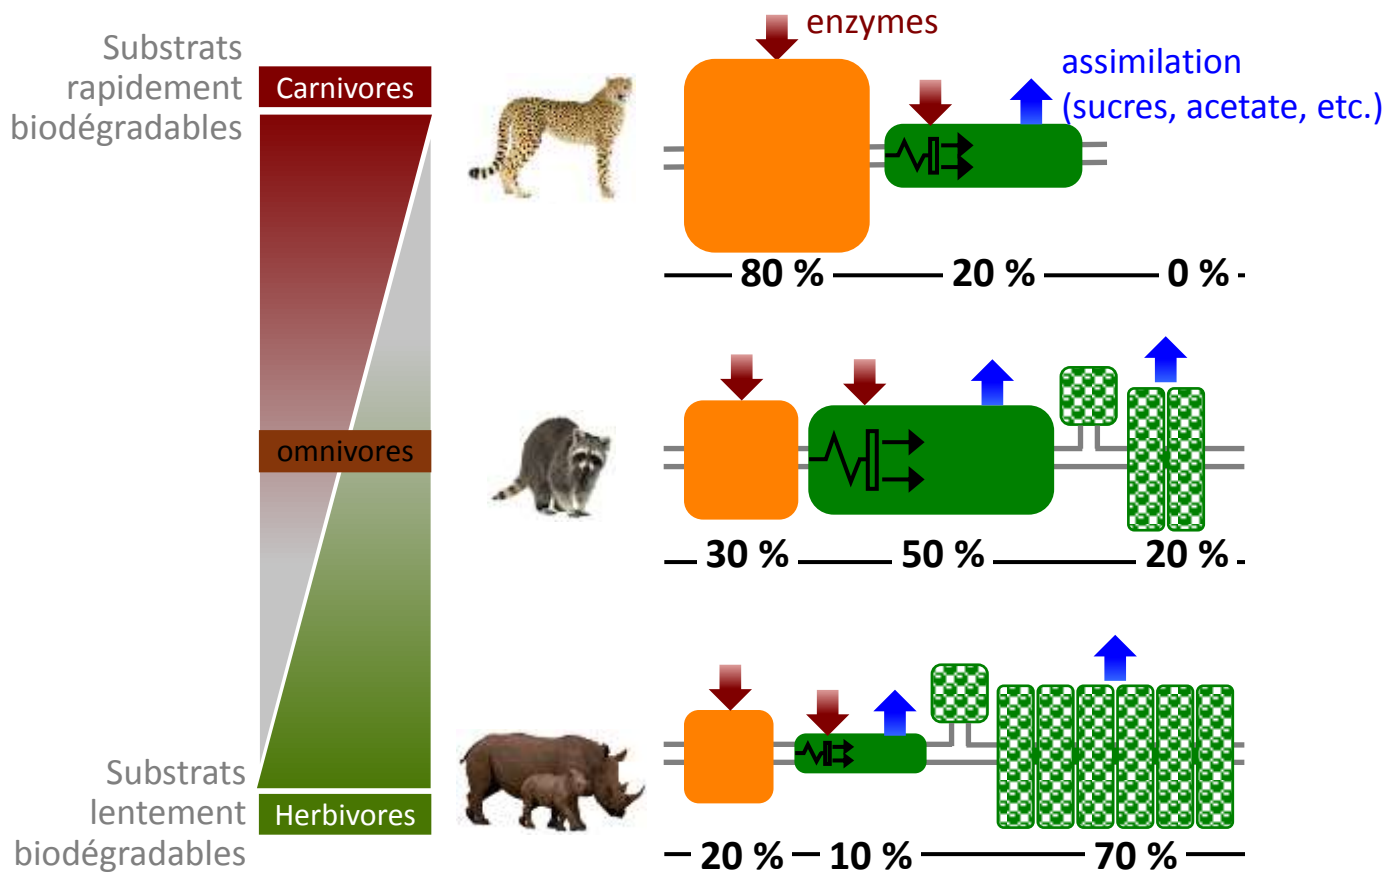 Substrats
rapidement
biodégradables
Carnivores
enzymes
assimilation
(sucres, acetate, etc.)
80 %
20 %
0 %
omnivores
30 %
50 %
20 %
Substrats
lentement
biodégradables
Herbivores
20 %
10 %
70 %